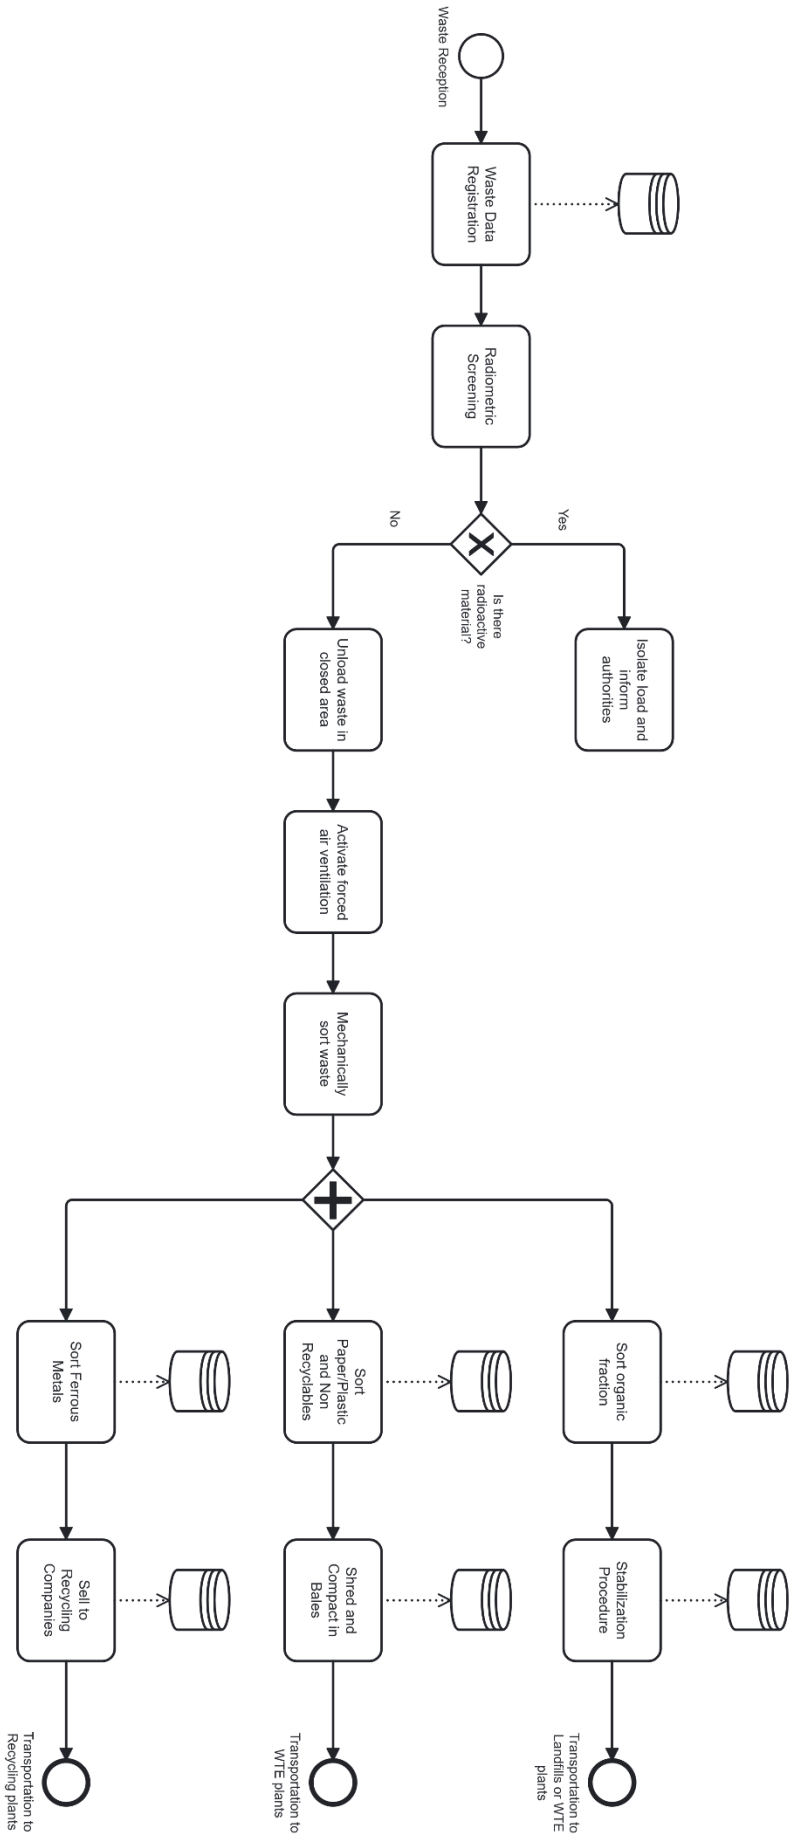 Waste Reception
Waste Data
Registration
Radiometric
Screening
Is there
radioactive
material?
Yes
Isolate load and
inform
authorities
No
Unload waste in
closed area
Activate forced
air ventilation
Mechanically
sort waste
Sort organic
fraction
Stabilization
Procedure
Transportation to
Landfills or WTE
plants
Sort
Paper/Plastic
and Non
Recyclables
Shred and
Compact in
Bales
Transportation to
WTE plants
Sort Ferrous
Metals
Sell to
Recycling
Companies
Transportation to
Recycling plants